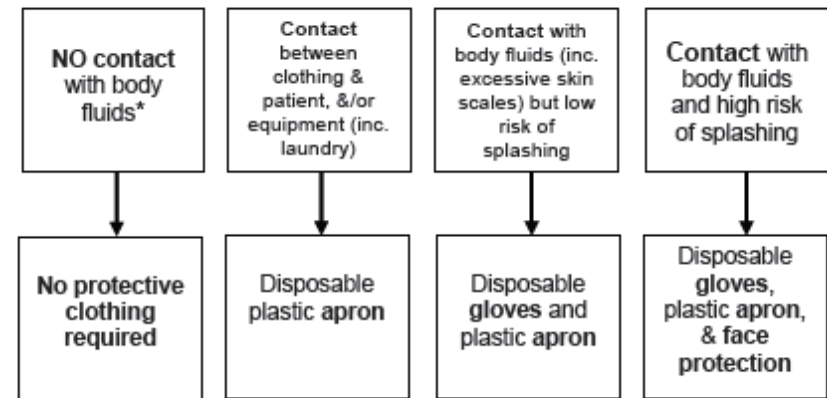 NO contact
with body
fluids*
Contact
between
clothing &
patient, &/or
equipment (inc.
laundry)
Contact with
body fluids (inc.
excessive skin
scales) but low
risk of
splashing
Contact with
body fluids
and high risk
of splashing
No protective
clothing
required
Disposable
plastic apron
Disposable
gloves and
plastic apron
Disposable
gloves,
plastic apron,
& face
protection